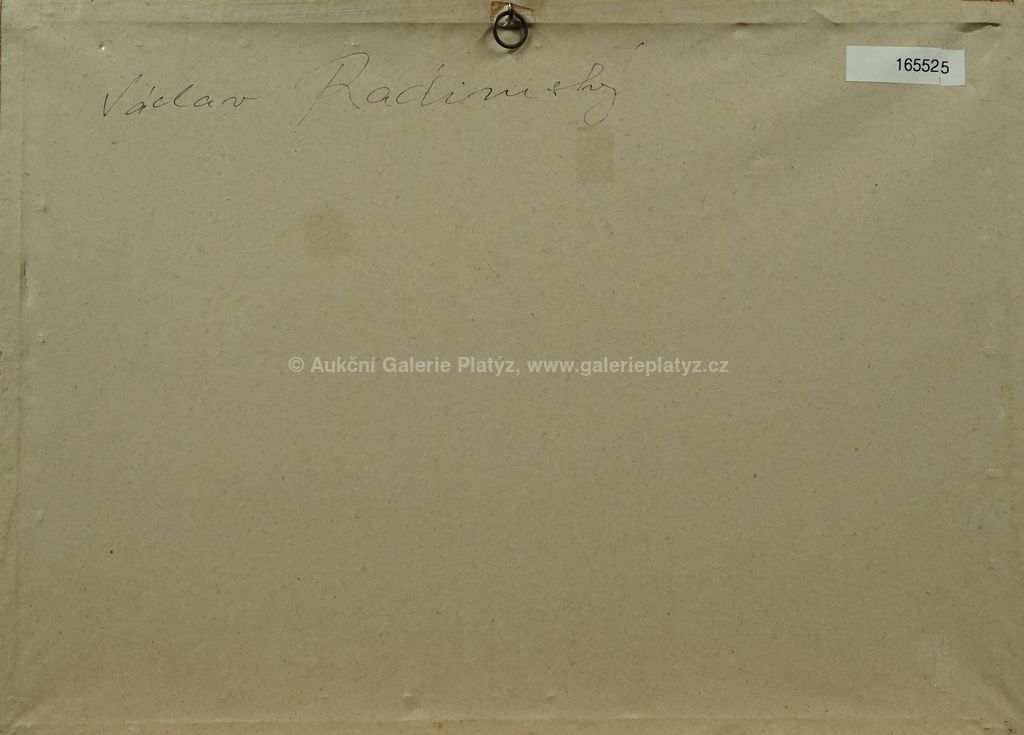 Václav Radimský
165525
© Aukční Galerie Platýz, www.galerieplatyz.cz